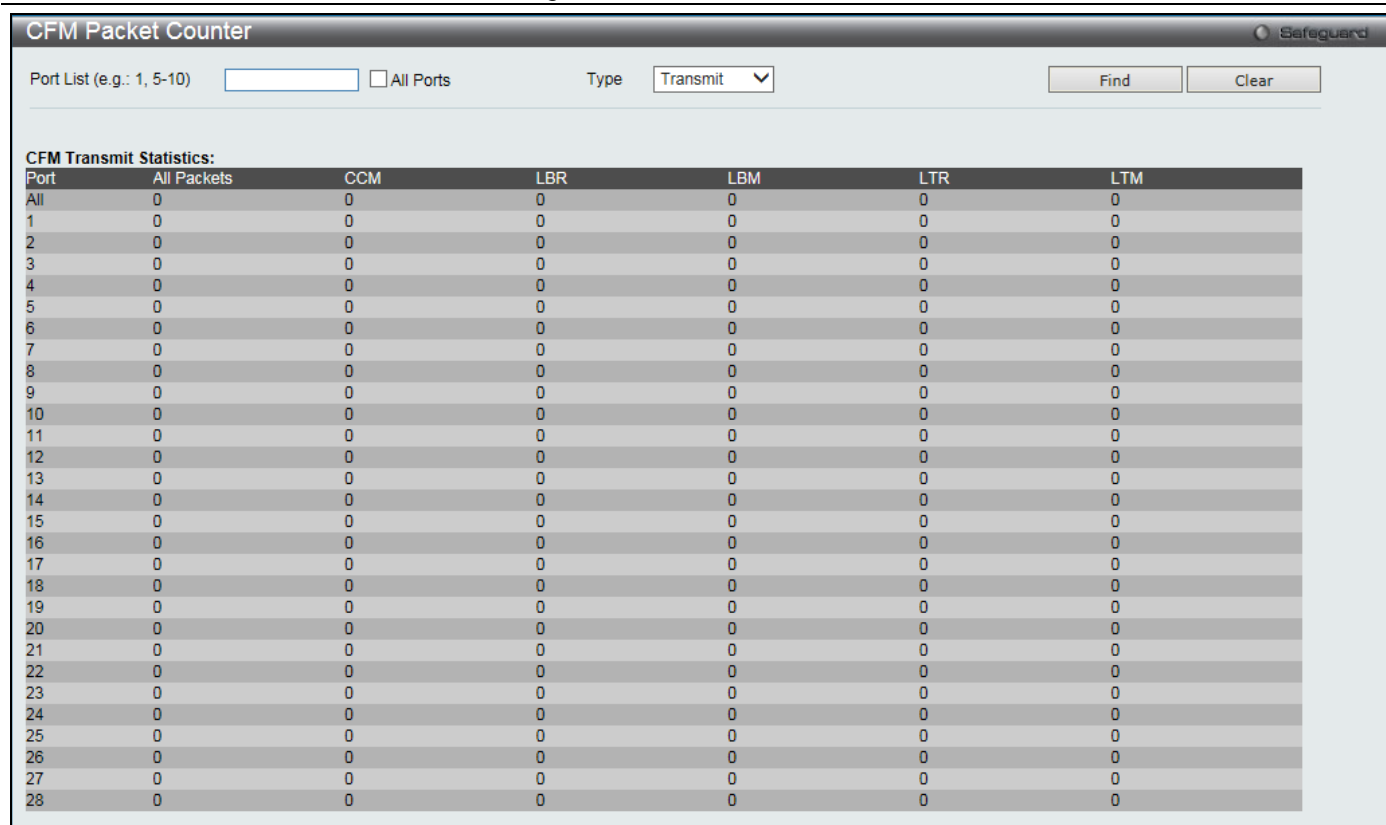 CFM Packet Counter Safeguard
Port List (e.g.: 1, 5-10) All Ports Type Transmit Find Clear
CFM Transmit Statistics:
Port All Packets CCM LBR LBM LTR LTM
All 0 0 0 0 0 0
1 0 0 0 0 0 0
2 0 0 0 0 0 0
3 0 0 0 0 0 0
4 0 0 0 0 0 0
5 0 0 0 0 0 0
6 0 0 0 0 0 0
7 0 0 0 0 0 0
8 0 0 0 0 0 0
9 0 0 0 0 0 0
10 0 0 0 0 0 0
11 0 0 0 0 0 0
12 0 0 0 0 0 0
13 0 0 0 0 0 0
14 0 0 0 0 0 0
15 0 0 0 0 0 0
16 0 0 0 0 0 0
17 0 0 0 0 0 0
18 0 0 0 0 0 0
19 0 0 0 0 0 0
20 0 0 0 0 0 0
21 0 0 0 0 0 0
22 0 0 0 0 0 0
23 0 0 0 0 0 0
24 0 0 0 0 0 0
25 0 0 0 0 0 0
26 0 0 0 0 0 0
27 0 0 0 0 0 0
28 0 0 0 0 0 0